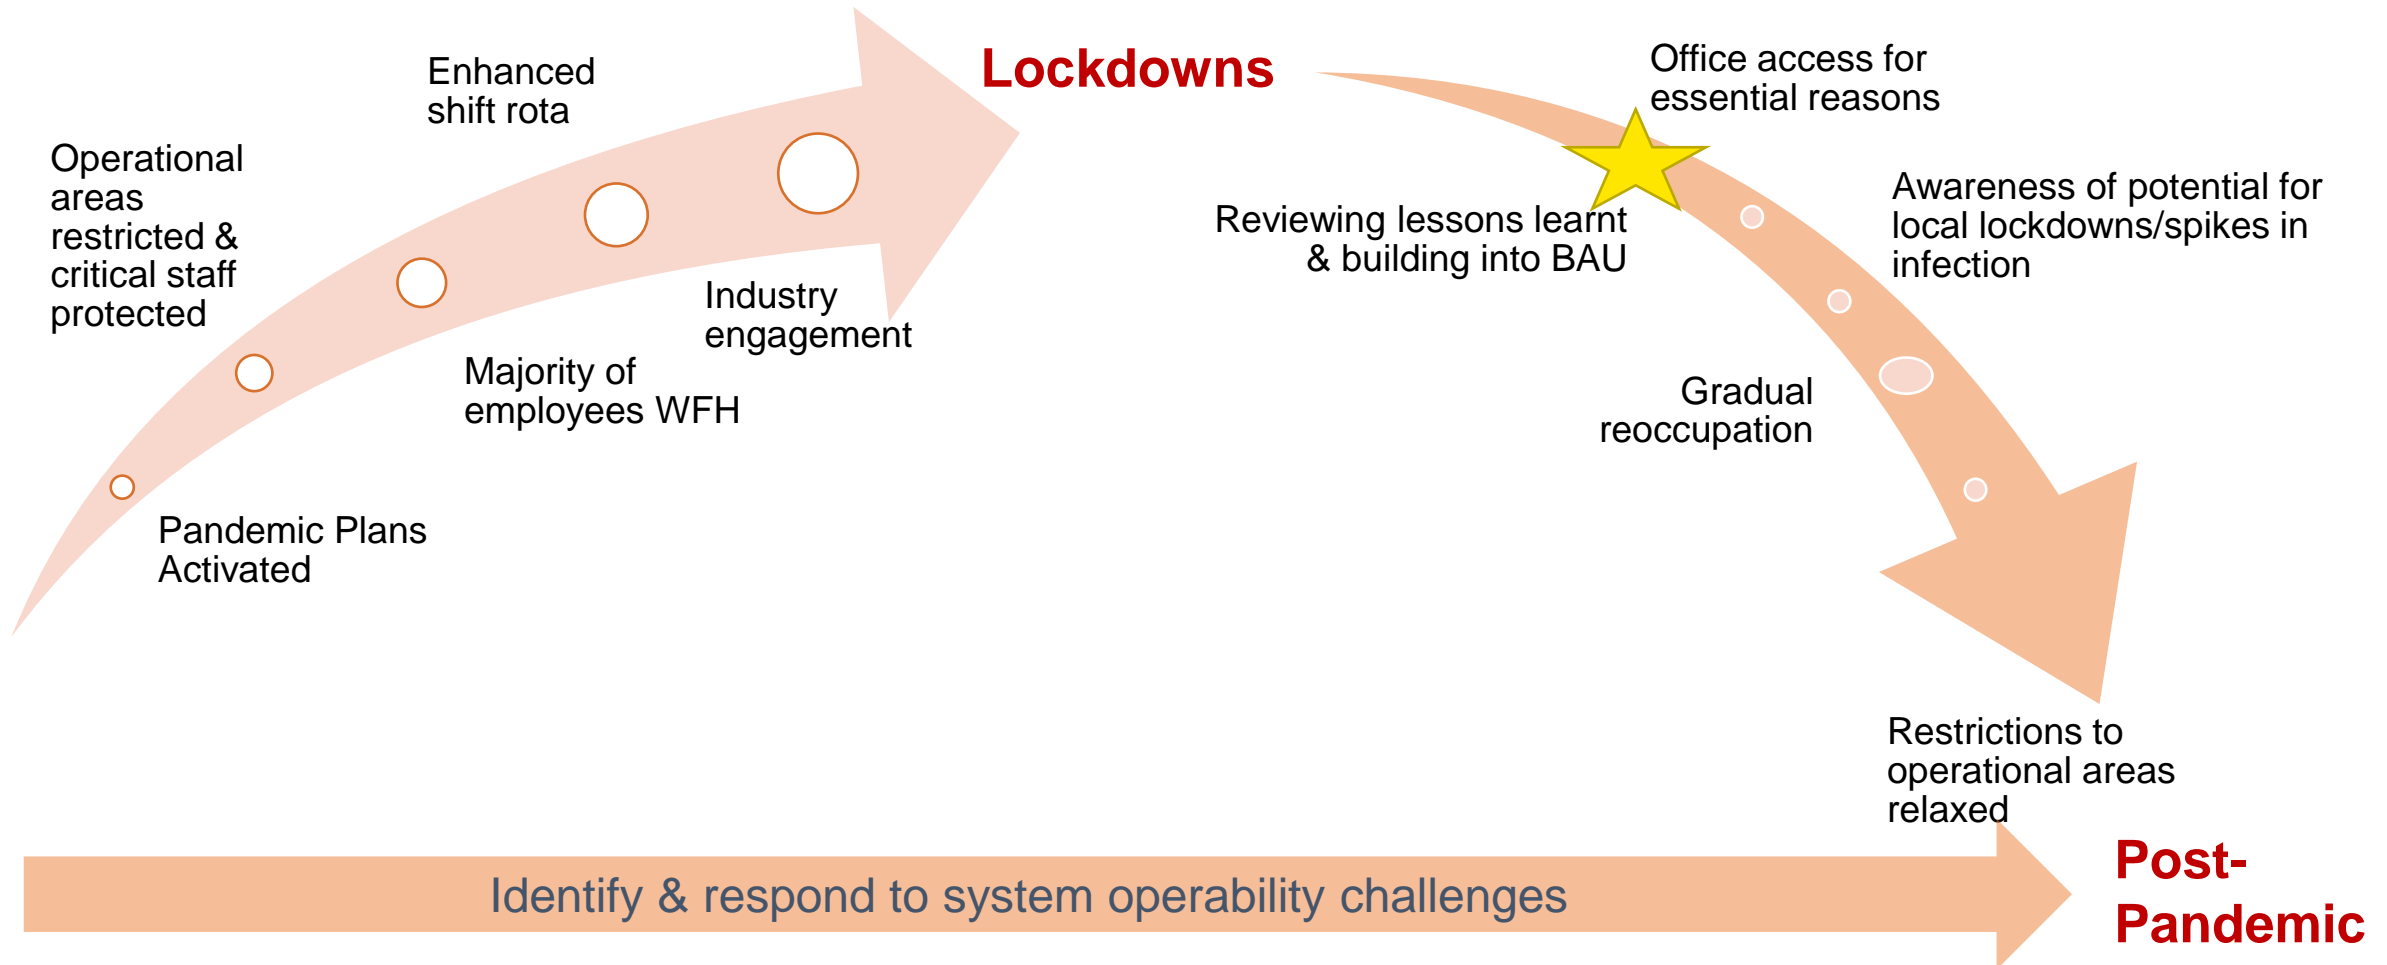 Enhanced
shift rota
Operational
areas
restricted &
critical staff
protected
Pandemic Plans
Activated
Majority of
employees WFH
Industry
engagement
Lockdowns
Office access for
essential reasons
Reviewing lessons learnt
& building into BAU
Awareness of potential for
local lockdowns/spikes in
infection
Gradual
reoccupation
Restrictions to
operational areas
relaxed
Identify & respond to system operability challenges
Post-
Pandemic